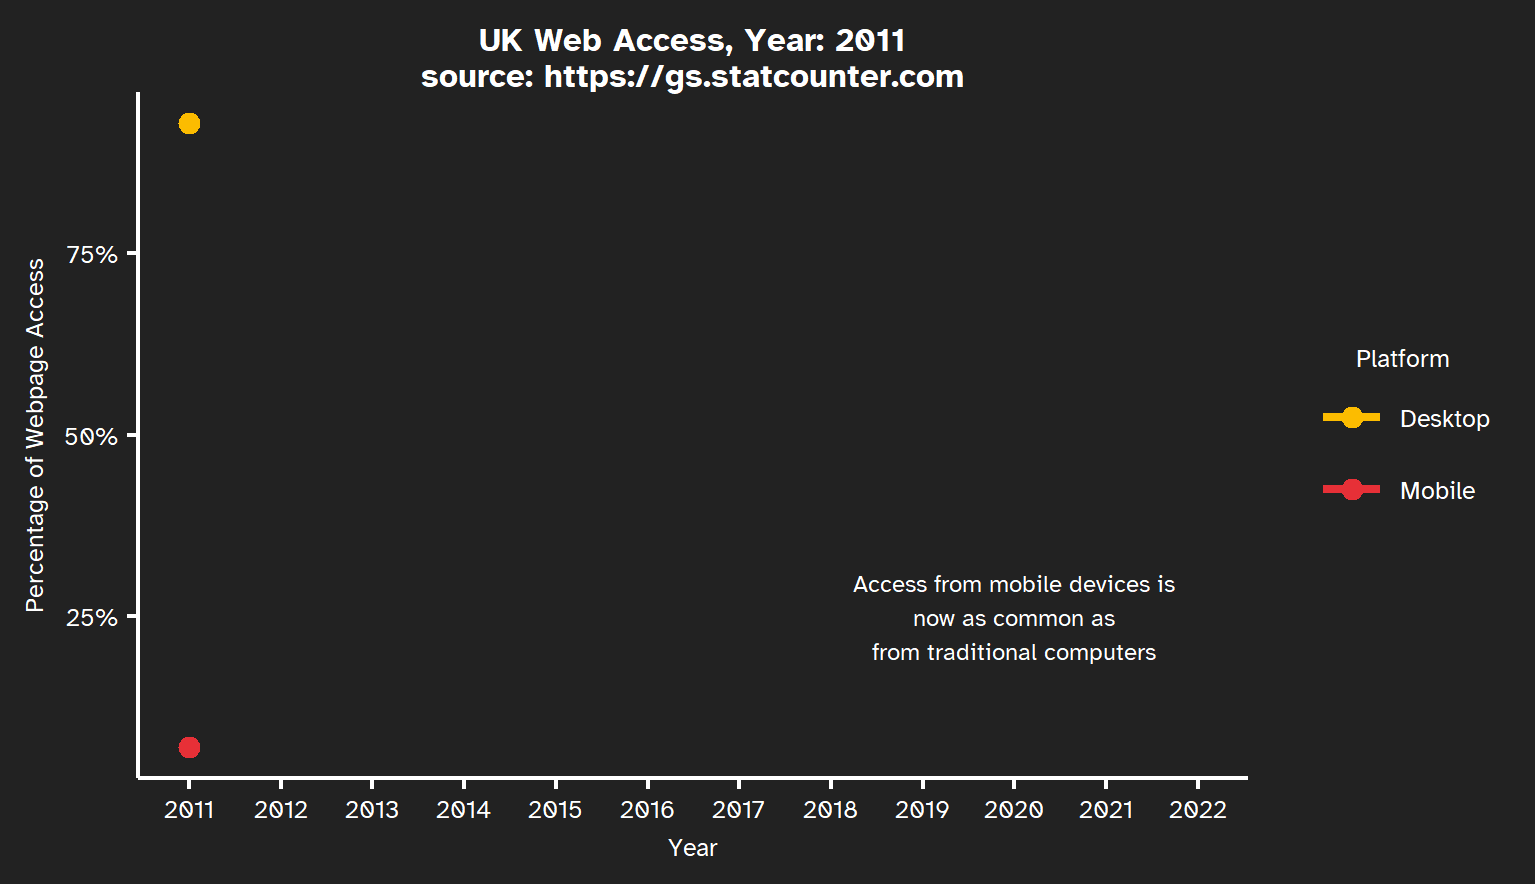 UK Web Access, Year: 2011
source: https://gs.statcounter.com
Percentage of Webpage Access
75%
50%
25%
Platform
Desktop
Mobile
Access from mobile devices is
now as common as
from traditional computers
2011 2012 2013 2014 2015 2016 2017 2018 2019 2020 2021 2022
Year